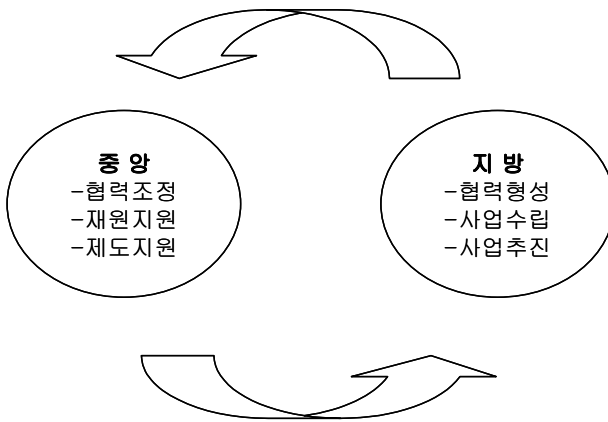 중 앙
-협력조정
-재원지원
-제도지원
지 방
-협력형성
-사업수립
-사업추진